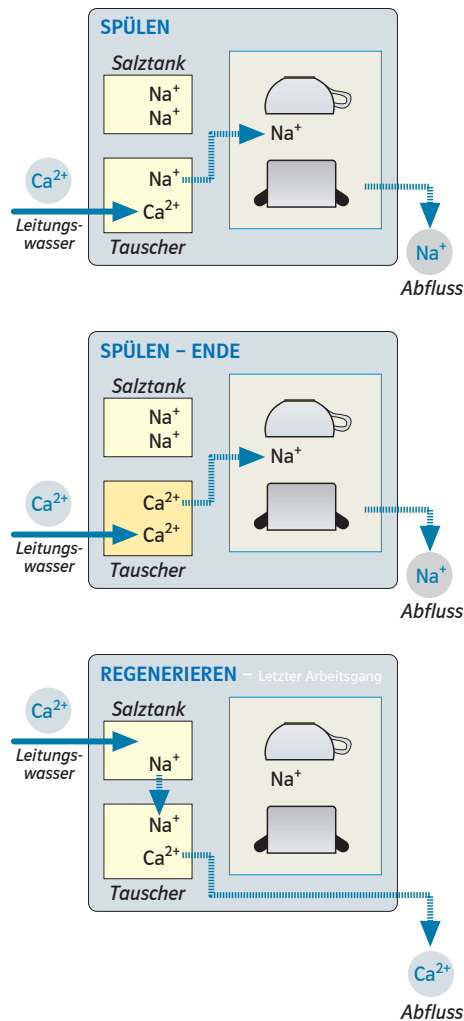 SPÜLEN
Salztank
Na⁺
Na⁺
Na⁺
Ca²⁺
Na⁺
Ca²⁺
Leitungs-
wasser
Tauscher
Na⁺
Abfluss
SPÜLEN – ENDE
Salztank
Na⁺
Na⁺
Na⁺
Ca²⁺
Ca²⁺
Ca²⁺
Leitungs-
wasser
Tauscher
Na⁺
Abfluss
REGENERIEREN – Letzter Arbeitsgang
Ca²⁺
Salztank
Leitungs-
wasser
Na⁺
Na⁺
Na⁺
Ca²⁺
Tauscher
Ca²⁺
Abfluss